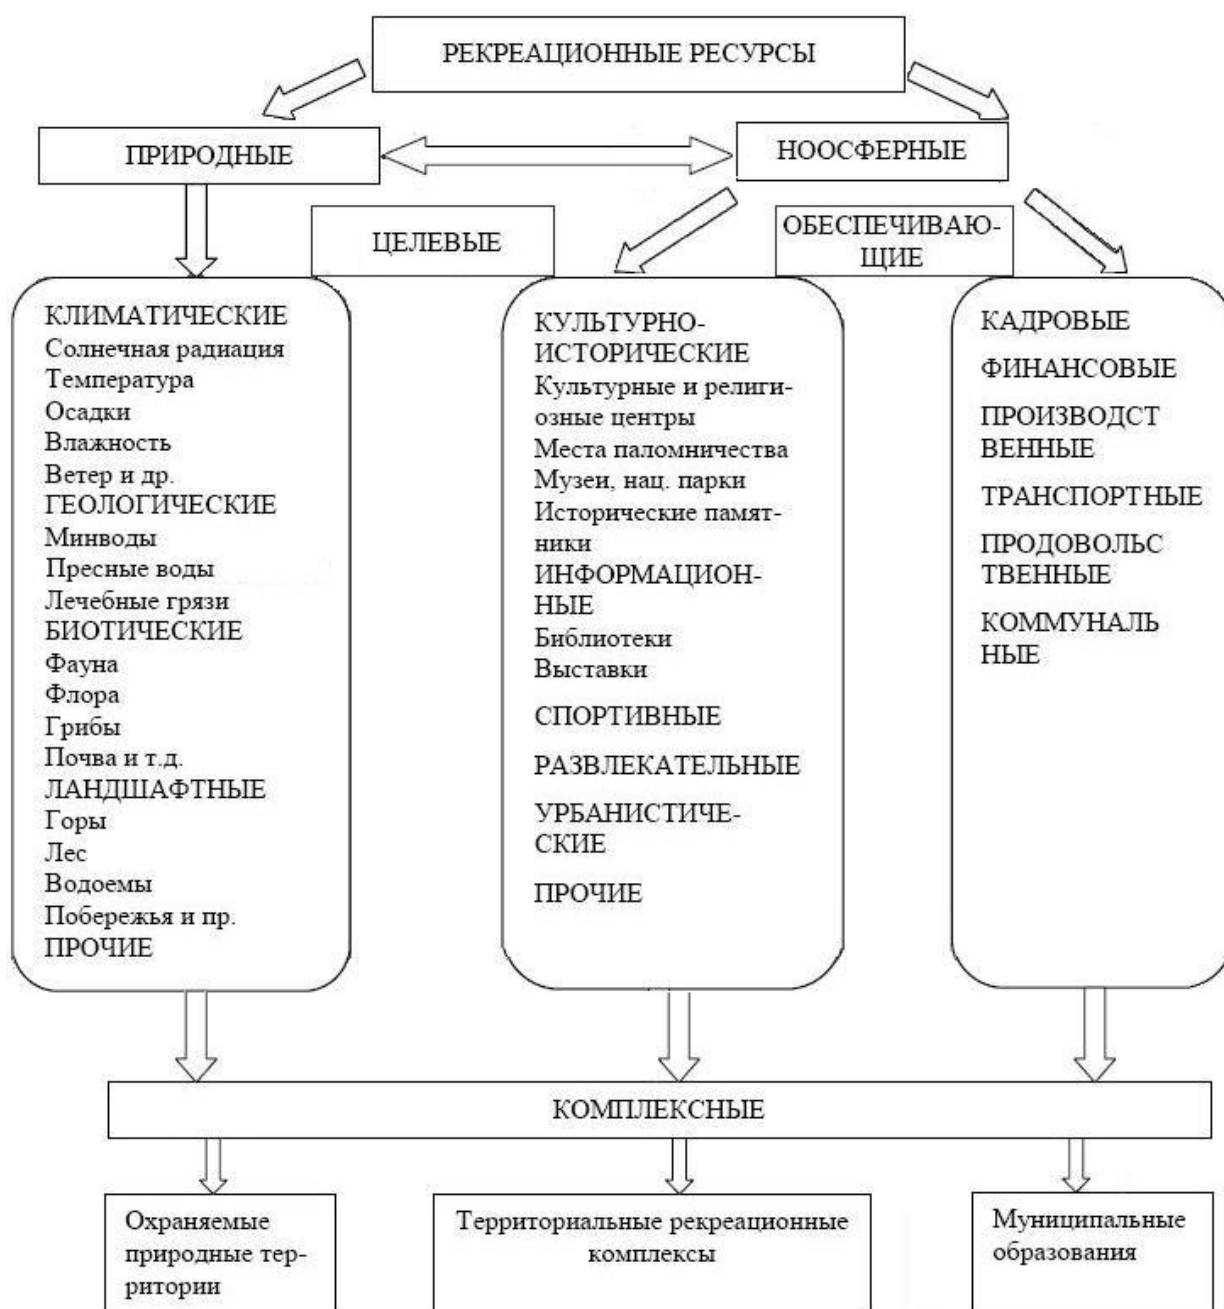 РЕКРЕАЦИОННЫЕ РЕСУРСЫ
ПРИРОДНЫЕ
НООСФЕРНЫЕ
ЦЕЛЕВЫЕ
ОБЕСПЕЧИВАЮ-
ЩИЕ
КЛИМАТИЧЕСКИЕ
Солнечная радиация
Температура
Осадки
Влажность
Ветер и др.
ГЕОЛОГИЧЕСКИЕ
Минводы
Пресные воды
Лечебные грязи
БИОТИЧЕСКИЕ
Фауна
Флора
Грибы
Почва и т.д.
ЛАНДШАФТНЫЕ
Горы
Лес
Водоемы
Побережья и пр.
ПРОЧИЕ
КУЛЬТУРНО-
ИСТОРИЧЕСКИЕ
Культурные и религи-
озные центры
Места паломничества
Музеи, нац. парки
Исторические памят-
ники
ИНФОРМАЦИОН-
НЫЕ
Библиотеки
Выставки
СПОРТИВНЫЕ
РАЗВЛЕКАТЕЛЬНЫЕ
УРБАНИСТИЧЕ-
СКИЕ
ПРОЧИЕ
КАДРОВЫЕ
ФИНАНСОВЫЕ
ПРОИЗВОДСТ
ВЕННЫЕ
ТРАНСПОРТНЫЕ
ПРОДОВОЛЬС
ТВЕННЫЕ
КОММУНАЛЬ
НЫЕ
КОМПЛЕКСНЫЕ
Охраняемые
природные тер-
ритории
Территориальные рекреационные
комплексы
Муниципальные
образования